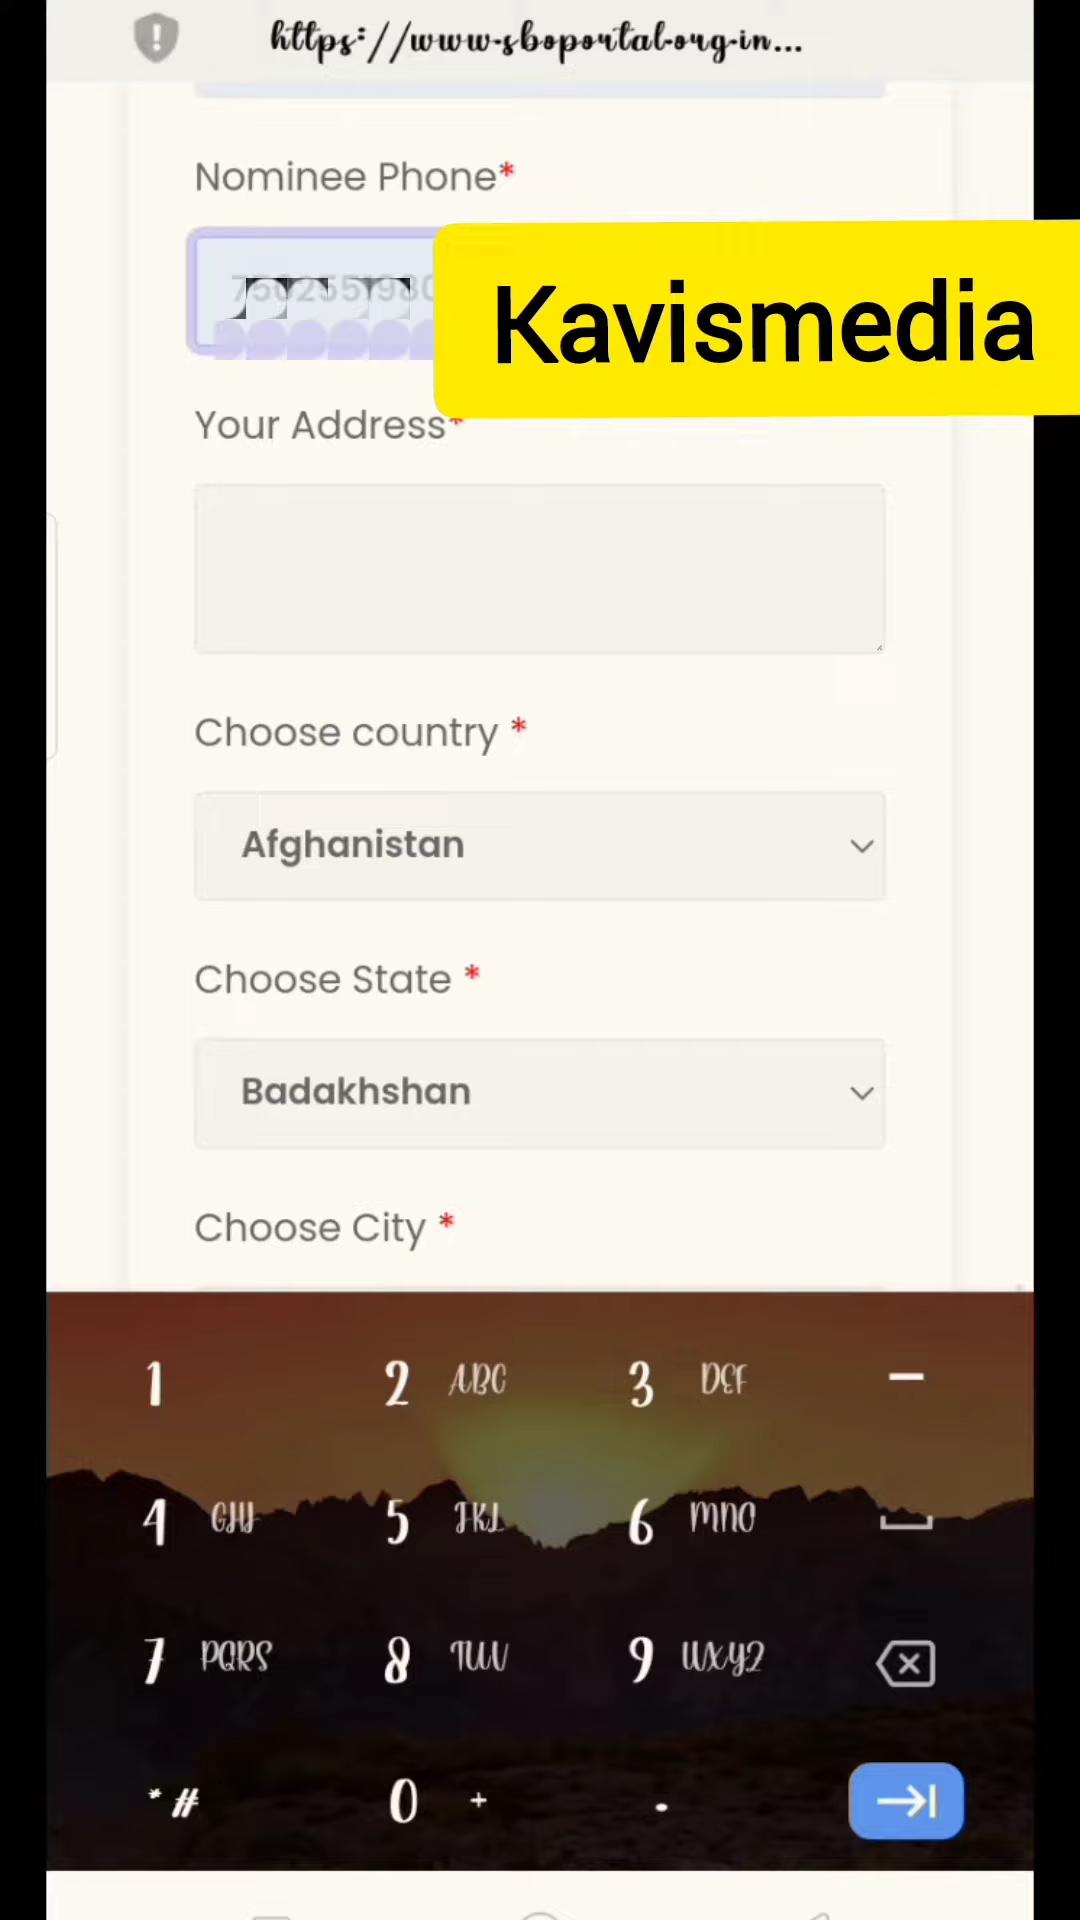 https://www.sboportal.org.in...
Nominee Phone*
Kavismedia
Your Address*
Choose country *
Afghanistan
Choose State *
Badakhshan
Choose City *
1 2 ABC 3 DEF –
4 GHI 5 JKL 6 MNO
7 PQRS 8 TUV 9 WXYZ
*# 0 + .